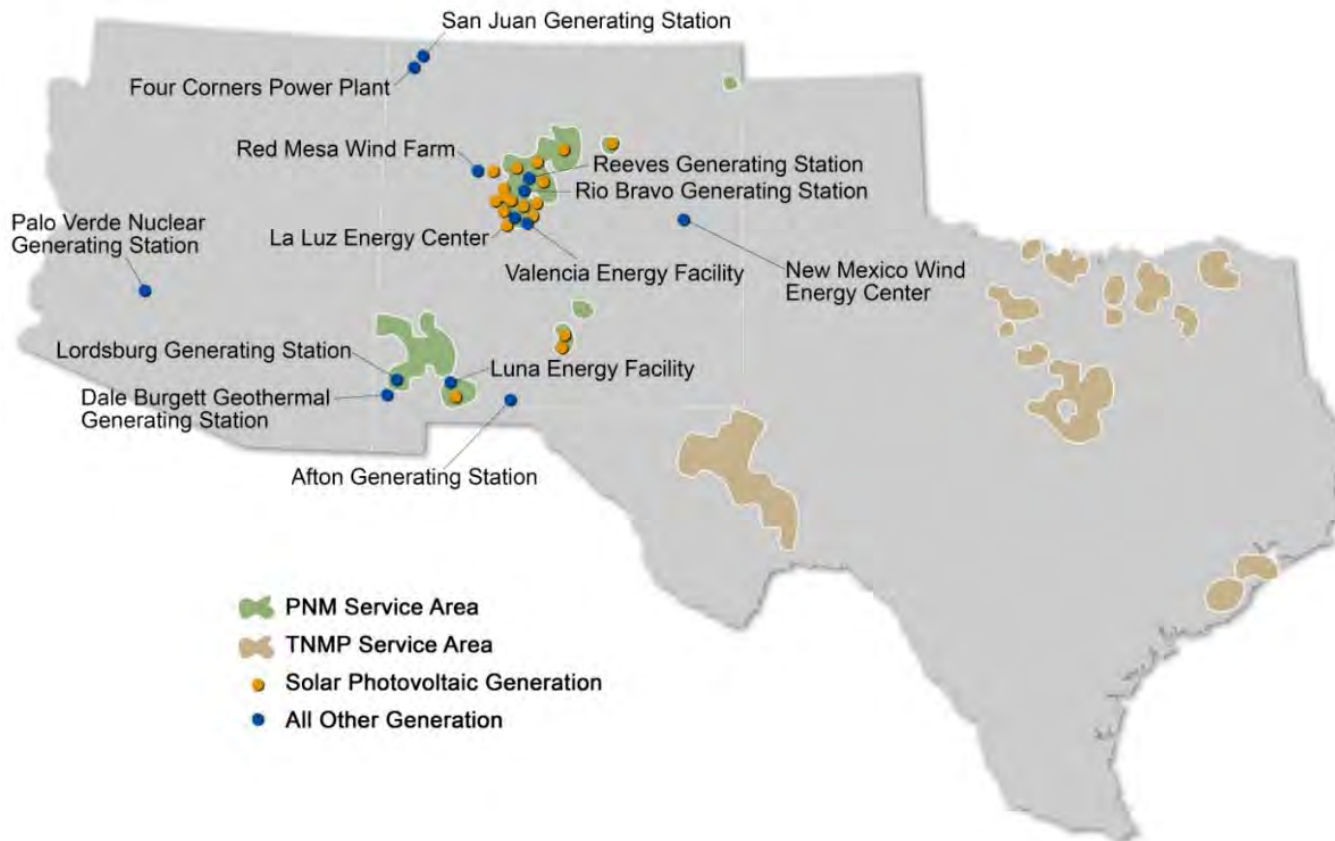 San Juan Generating Station
Four Corners Power Plant
Red Mesa Wind Farm
Reeves Generating Station
Rio Bravo Generating Station
Palo Verde Nuclear
Generating Station
La Luz Energy Center
Valencia Energy Facility
New Mexico Wind
Energy Center
Lordsburg Generating Station
Luna Energy Facility
Dale Burgett Geothermal
Generating Station
Afton Generating Station
PNM Service Area
TNMP Service Area
Solar Photovoltaic Generation
All Other Generation